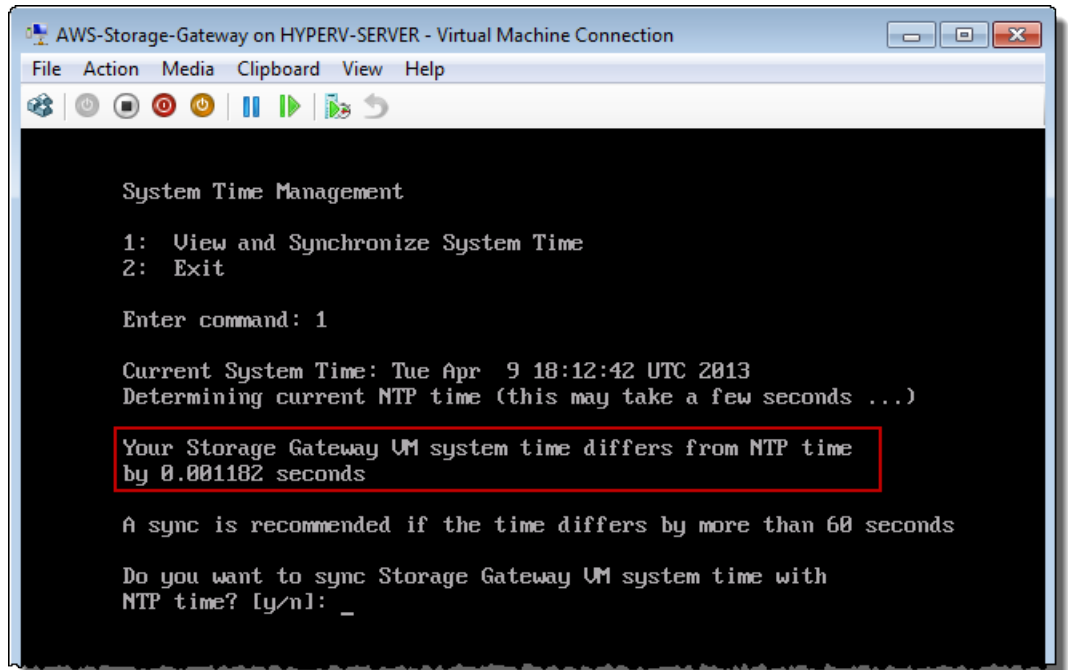 AWS-Storage-Gateway on HYPERV-SERVER - Virtual Machine Connection
File Action Media Clipboard View Help
System Time Management
1: View and Synchronize System Time
2: Exit
Enter command: 1
Current System Time: Tue Apr  9 18:12:42 UTC 2013
Determining current NTP time (this may take a few seconds ...)
Your Storage Gateway VM system time differs from NTP time
by 0.001182 seconds
A sync is recommended if the time differs by more than 60 seconds
Do you want to sync Storage Gateway VM system time with
NTP time? [y/n]: _